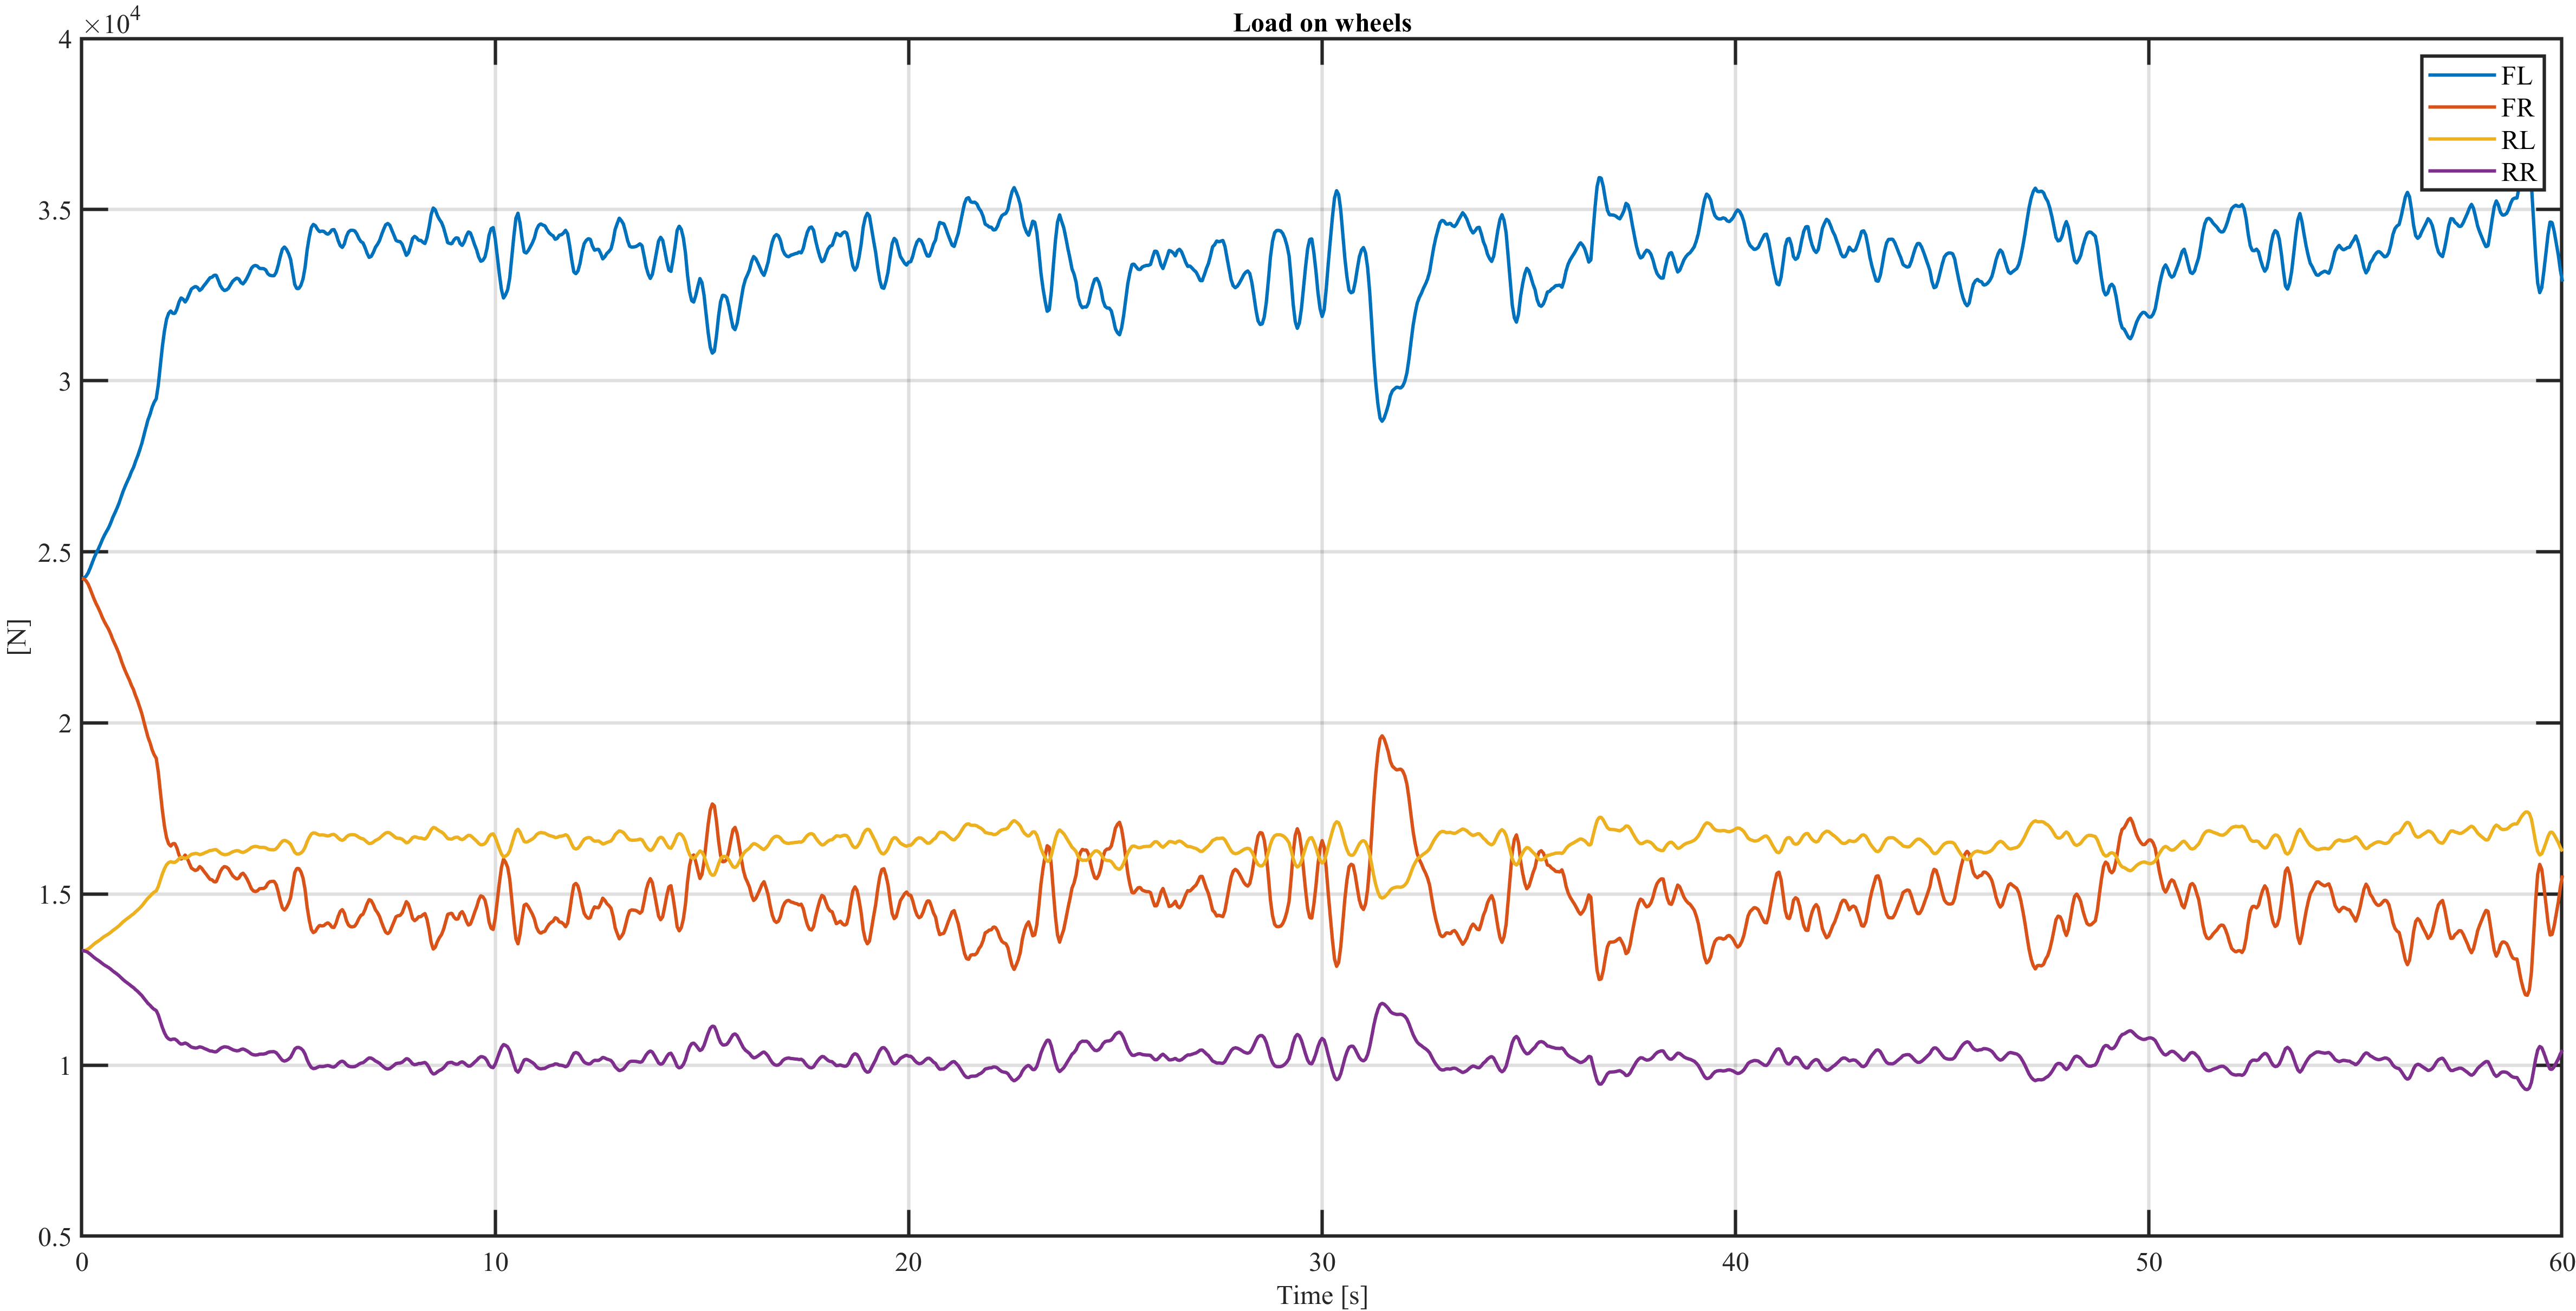 Load on wheels
×10⁴
4
3.5
3
2.5
2
1.5
1
0.5
[N]
0 10 20 30 40 50 60
Time [s]
FL
FR
RL
RR